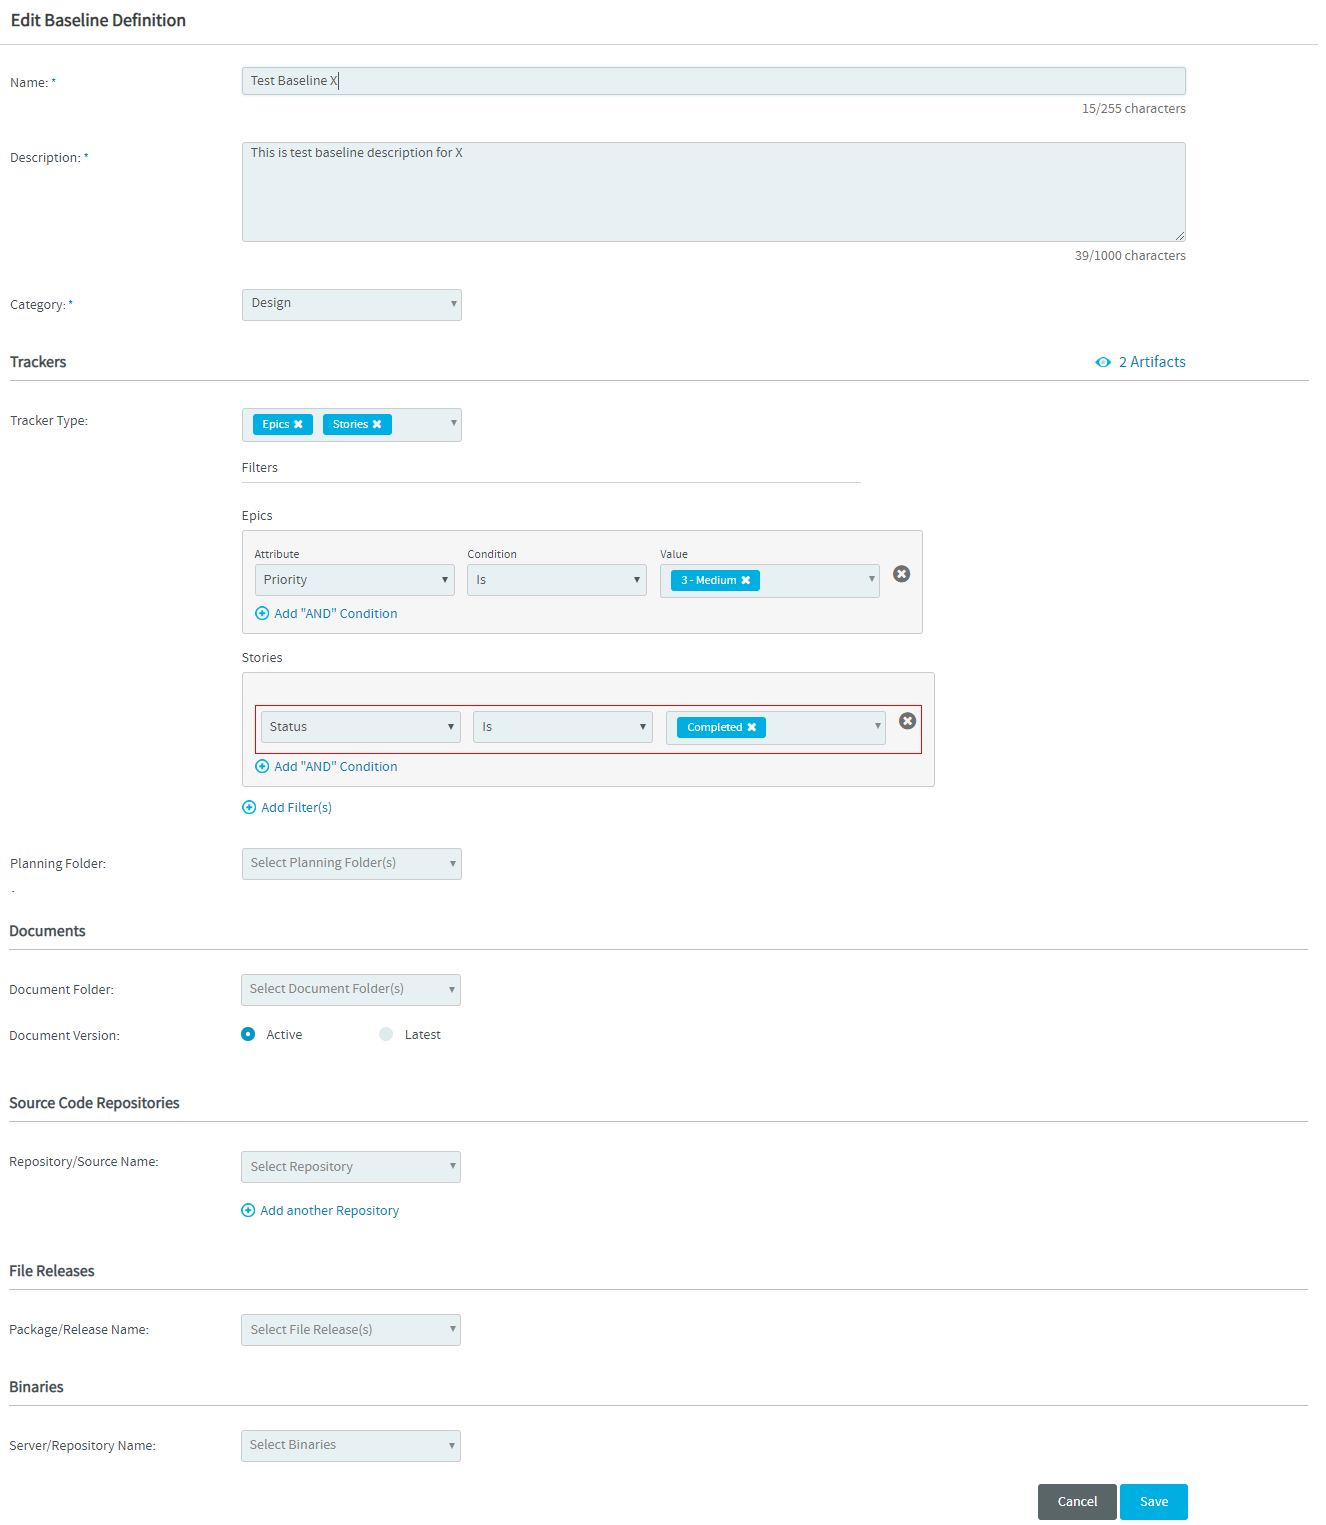 Edit Baseline Definition
Name: *
Test Baseline X
15/255 characters
Description: *
This is test baseline description for X
39/1000 characters
Category: *
Design
Trackers
2 Artifacts
Tracker Type:
Epics
Stories
Filters
Epics
Attribute Condition Value
Priority Is 3 - Medium
Add "AND" Condition
Stories
Status Is Completed
Add "AND" Condition
Add Filter(s)
Planning Folder:
Select Planning Folder(s)
Documents
Document Folder:
Select Document Folder(s)
Document Version:
Active Latest
Source Code Repositories
Repository/Source Name:
Select Repository
Add another Repository
File Releases
Package/Release Name:
Select File Release(s)
Binaries
Server/Repository Name:
Select Binaries
Cancel Save